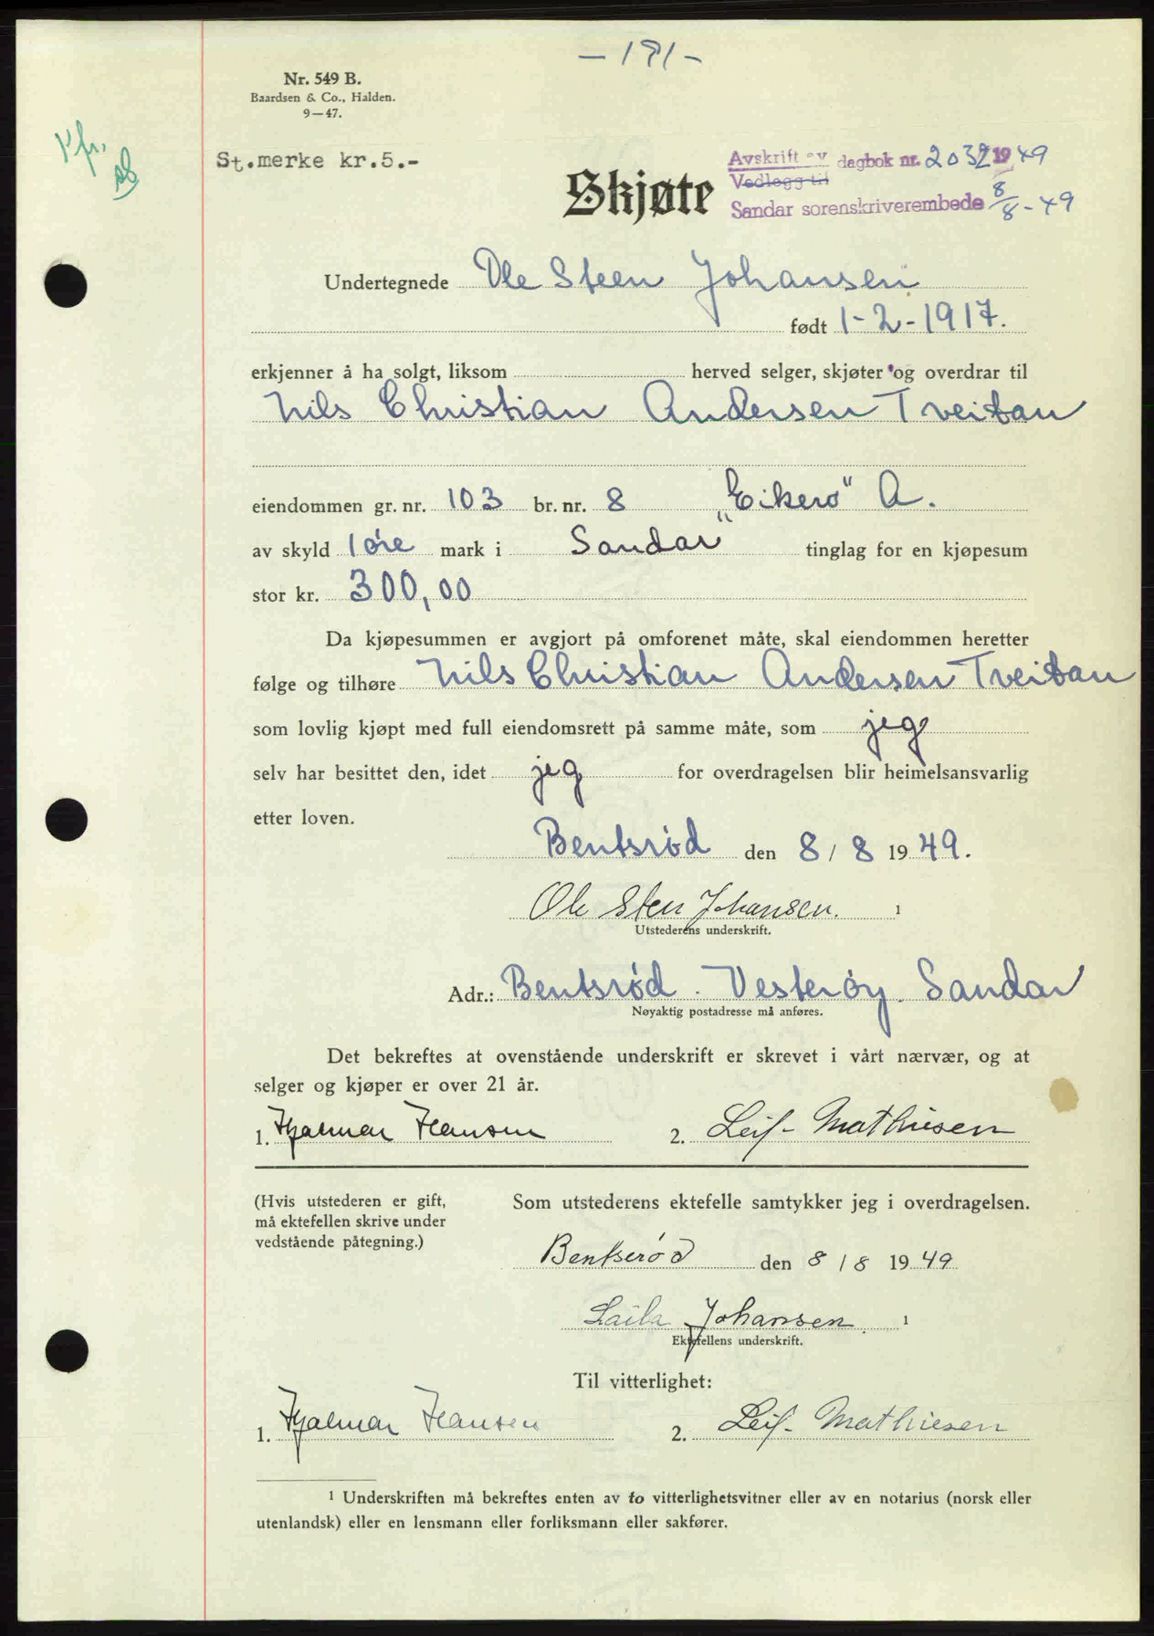 — 191 —
Nr. 549 B.
Baardsen & Co., Halden.
9—47.
Kfr.
St.merke kr.5.-
Avskrift av dagbok nr. 2032 1949
Vedlegg til
Sandar sorenskriverembede 8/8-49
Skjøte
Undertegnede Ole Steen Johansen
født 1-2-1917.
erkjenner å ha solgt, liksom herved selger, skjøter og overdrar til
Nils Christian Andersen Tveitan
eiendommen gr. nr. 103 br. nr. 8 „Eikerø" A.
av skyld 1 øre mark i Sandar tinglag for en kjøpesum
stor kr. 300,00
Da kjøpesummen er avgjort på omforenet måte, skal eiendommen heretter
følge og tilhøre Nils Christian Andersen Tveitan
som lovlig kjøpt med full eiendomsrett på samme måte, som jeg
selv har besittet den, idet jeg for overdragelsen blir heimelsansvarlig
etter loven.
Bentsrød den 8/8 1949.
Ole Steen Johansen. 1
Utstederens underskrift.
Adr.: Bentsrød. Vesterøy. Sandar
Nøyaktig postadresse må anføres.
Det bekreftes at ovenstående underskrift er skrevet i vårt nærvær, og at
selger og kjøper er over 21 år.
1. Hjalmar Hansen 2. Leif Mathiesen
(Hvis utstederen er gift, må ektefellen skrive under vedstående påtegning.)
Som utstederens ektefelle samtykker jeg i overdragelsen.
Bentserød den 8/8 1949
Laila Johansen. 1
Ektefellens underskrift.
Til vitterlighet:
1. Hjalmar Hansen 2. Leif Mathiesen
1 Underskriften må bekreftes enten av to vitterlighetsvitner eller av en notarius (norsk eller
utenlandsk) eller en lensmann eller forliksmann eller sakfører.